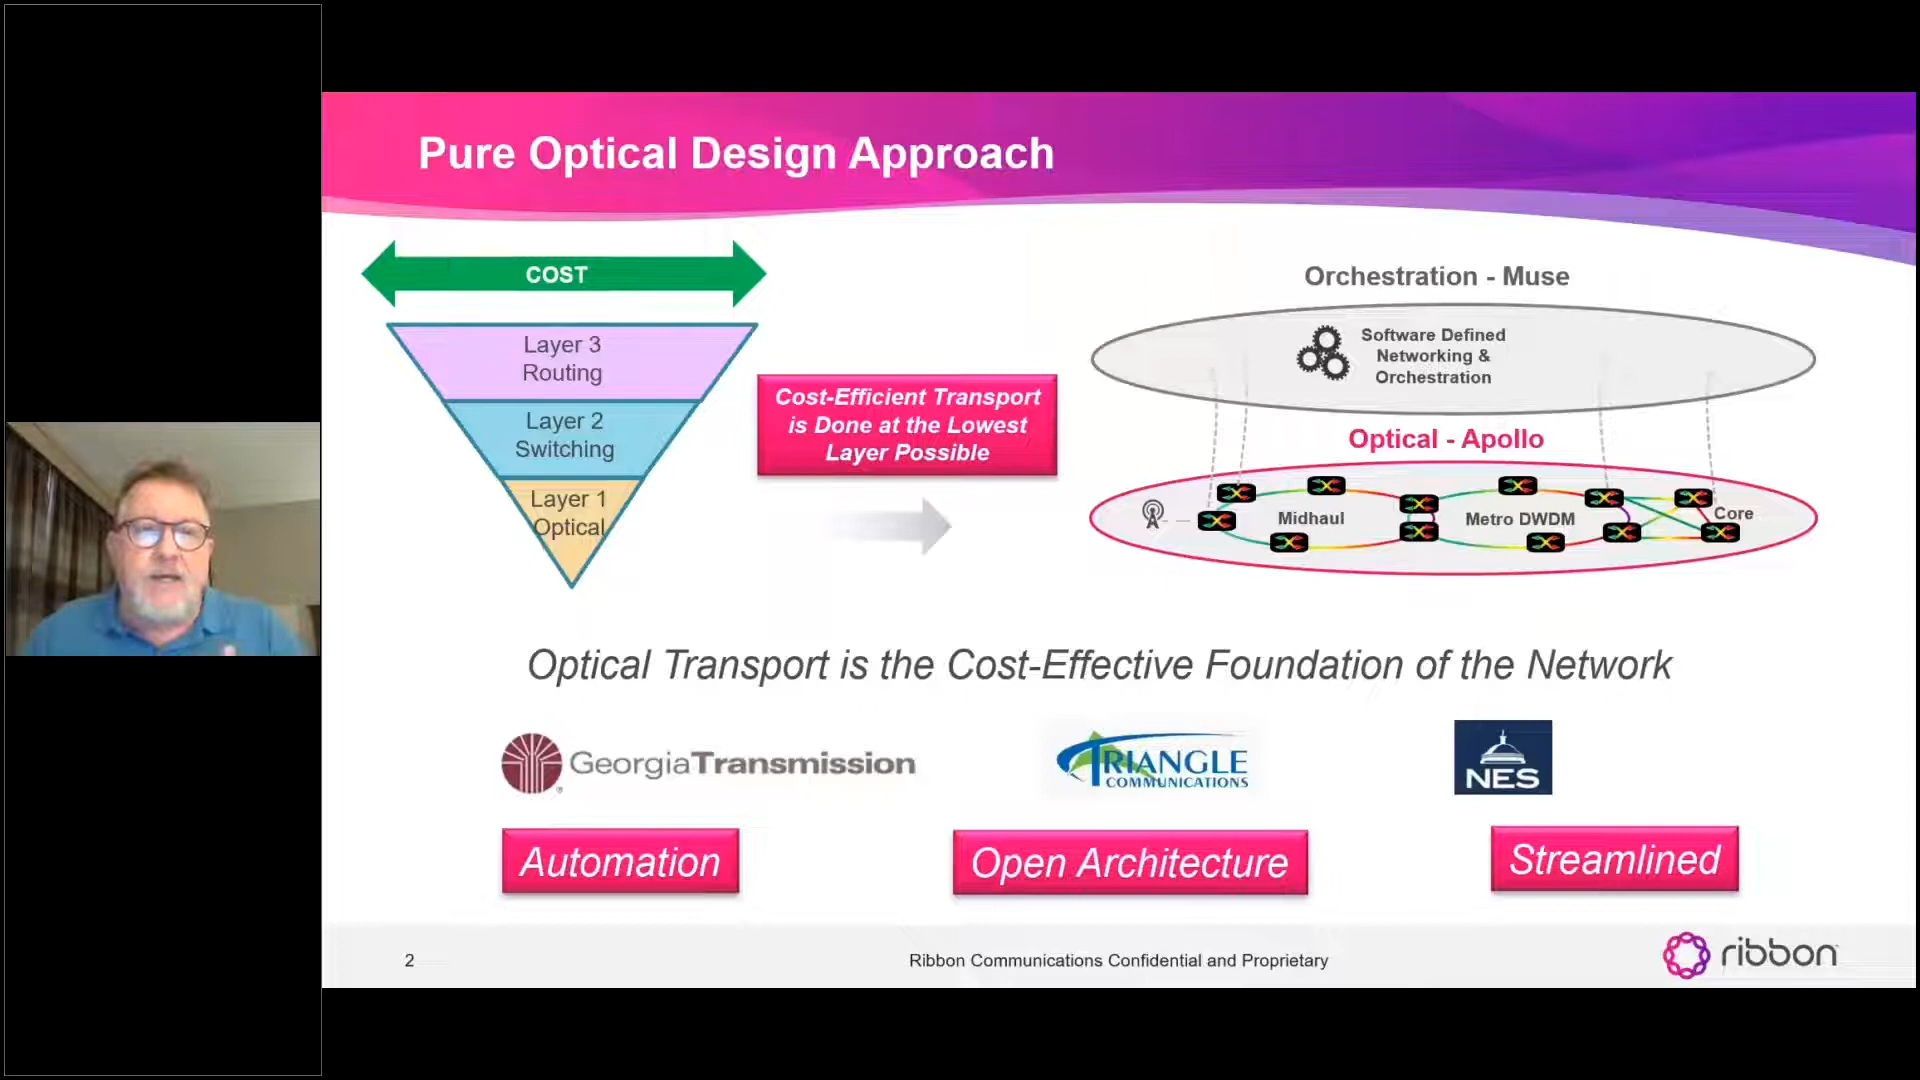 Pure Optical Design Approach
COST
Layer 3
Routing
Layer 2
Switching
Layer 1
Optical
Cost-Efficient Transport
is Done at the Lowest
Layer Possible
Orchestration - Muse
Software Defined
Networking &
Orchestration
Optical - Apollo
Midhaul
Metro DWDM
Core
Optical Transport is the Cost-Effective Foundation of the Network
GeorgiaTransmission
®
TRIANGLE
COMMUNICATIONS
NES
Automation
Open Architecture
Streamlined
2
Ribbon Communications Confidential and Proprietary
ribbon